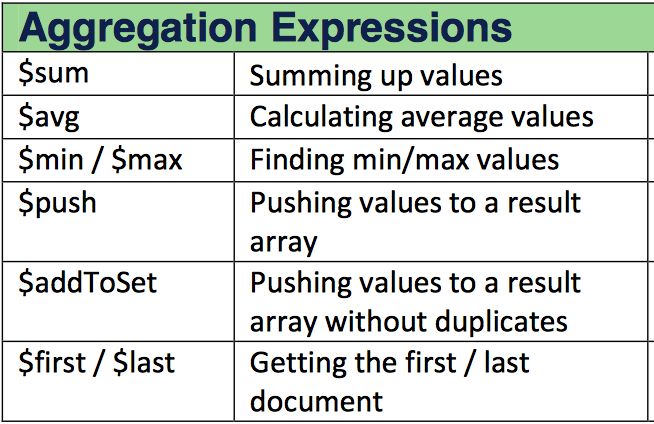 Aggregation Expressions
$sum Summing up values
$avg Calculating average values
$min / $max Finding min/max values
$push Pushing values to a result
array
$addToSet Pushing values to a result
array without duplicates
$first / $last Getting the first / last
document